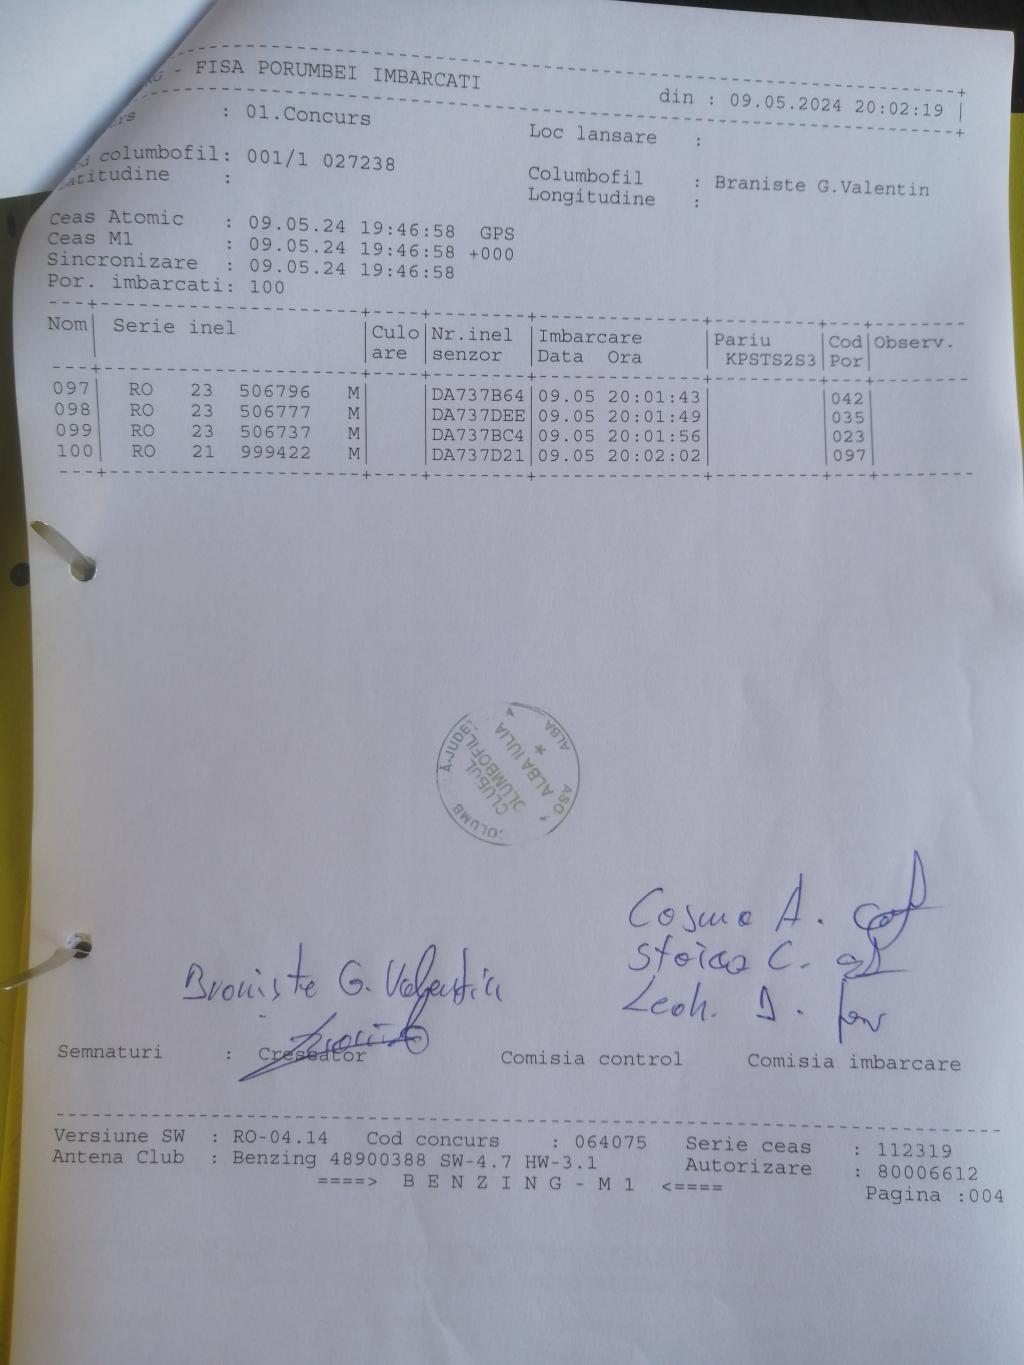 - FISA PORUMBEI IMBARCATI
din : 09.05.2024 20:02:19 |
: 01.Concurs
Loc lansare :
columbofil: 001/1 027238
Columbofil : Braniste G.Valentin
Latitudine :
Longitudine :
Ceas Atomic : 09.05.24 19:46:58 GPS
Ceas M1 : 09.05.24 19:46:58 +000
Sincronizare : 09.05.24 19:46:58
Por. imbarcati: 100
Nom| Serie inel |Culo|Nr.inel |Imbarcare |Pariu |Cod|Observ.
| |are |senzor |Data Ora | KPSTS2S3|Por|
097| RO 23 506796 M| |DA737B64|09.05 20:01:43| |042|
098| RO 23 506777 M| |DA737DEE|09.05 20:01:49| |035|
099| RO 23 506737 M| |DA737BC4|09.05 20:01:56| |023|
100| RO 21 999422 M| |DA737D21|09.05 20:02:02| |097|
CLUBUL
ALBA IULIA
ALBA
Cosma A.
Stoica C.
Braniste G. Valentin
Semnaturi : Crescator Comisia control Comisia imbarcare
Versiune SW : RO-04.14 Cod concurs : 064075 Serie ceas : 112319
Antena Club : Benzing 48900388 SW-4.7 HW-3.1 Autorizare : 80006612
====> B E N Z I N G - M 1 <====
Pagina :004